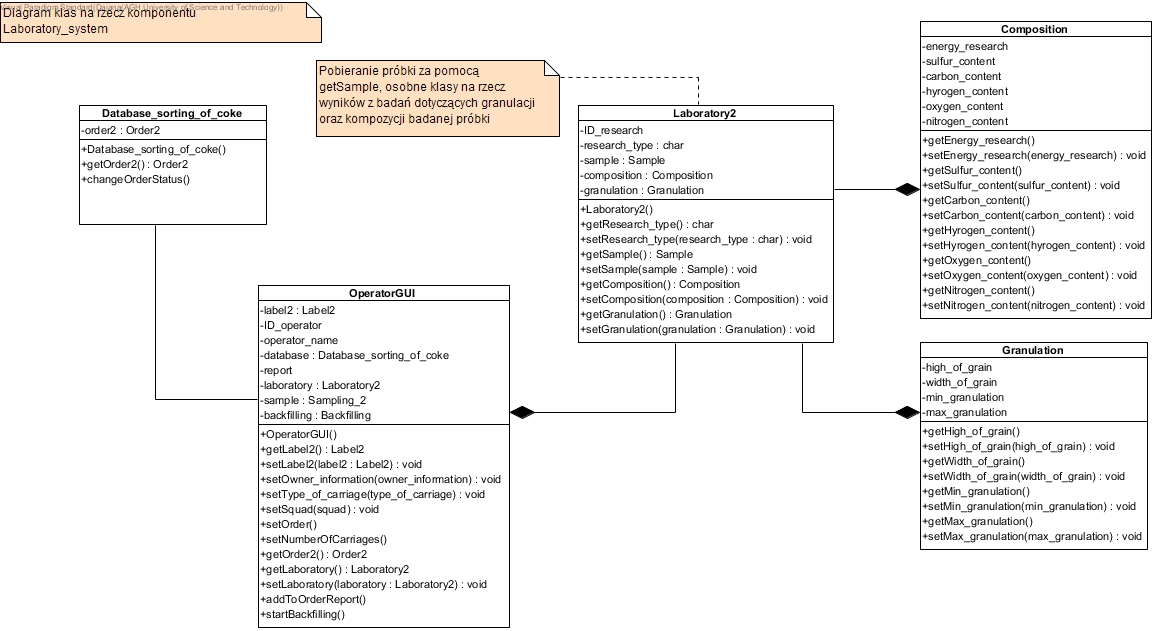 Visual Paradigm Standard(Dajana(AGH University of Science and Technology))
Diagram klas na rzecz komponentu
Laboratory_system
Pobieranie próbki za pomocą
getSample, osobne klasy na rzecz
wyników z badań dotyczących granulacji
oraz kompozycji badanej próbki
Database_sorting_of_coke
-order2 : Order2
+Database_sorting_of_coke()
+getOrder2() : Order2
+changeOrderStatus()
OperatorGUI
-label2 : Label2
-ID_operator
-operator_name
-database : Database_sorting_of_coke
-report
-laboratory : Laboratory2
-sample : Sampling_2
-backfilling : Backfilling
+OperatorGUI()
+getLabel2() : Label2
+setLabel2(label2 : Label2) : void
+setOwner_information(owner_information) : void
+setType_of_carriage(type_of_carriage) : void
+setSquad(squad) : void
+setOrder()
+setNumberOfCarriages()
+getOrder2() : Order2
+getLaboratory() : Laboratory2
+setLaboratory(laboratory : Laboratory2) : void
+addToOrderReport()
+startBackfilling()
Laboratory2
-ID_research
-research_type : char
-sample : Sample
-composition : Composition
-granulation : Granulation
+Laboratory2()
+getResearch_type() : char
+setResearch_type(research_type : char) : void
+getSample() : Sample
+setSample(sample : Sample) : void
+getComposition() : Composition
+setComposition(composition : Composition) : void
+getGranulation() : Granulation
+setGranulation(granulation : Granulation) : void
Composition
-energy_research
-sulfur_content
-carbon_content
-hyrogen_content
-oxygen_content
-nitrogen_content
+getEnergy_research()
+setEnergy_research(energy_research) : void
+getSulfur_content()
+setSulfur_content(sulfur_content) : void
+getCarbon_content()
+setCarbon_content(carbon_content) : void
+getHyrogen_content()
+setHyrogen_content(hyrogen_content) : void
+getOxygen_content()
+setOxygen_content(oxygen_content) : void
+getNitrogen_content()
+setNitrogen_content(nitrogen_content) : void
Granulation
-high_of_grain
-width_of_grain
-min_granulation
-max_granulation
+getHigh_of_grain()
+setHigh_of_grain(high_of_grain) : void
+getWidth_of_grain()
+setWidth_of_grain(width_of_grain) : void
+getMin_granulation()
+setMin_granulation(min_granulation) : void
+getMax_granulation()
+setMax_granulation(max_granulation) : void